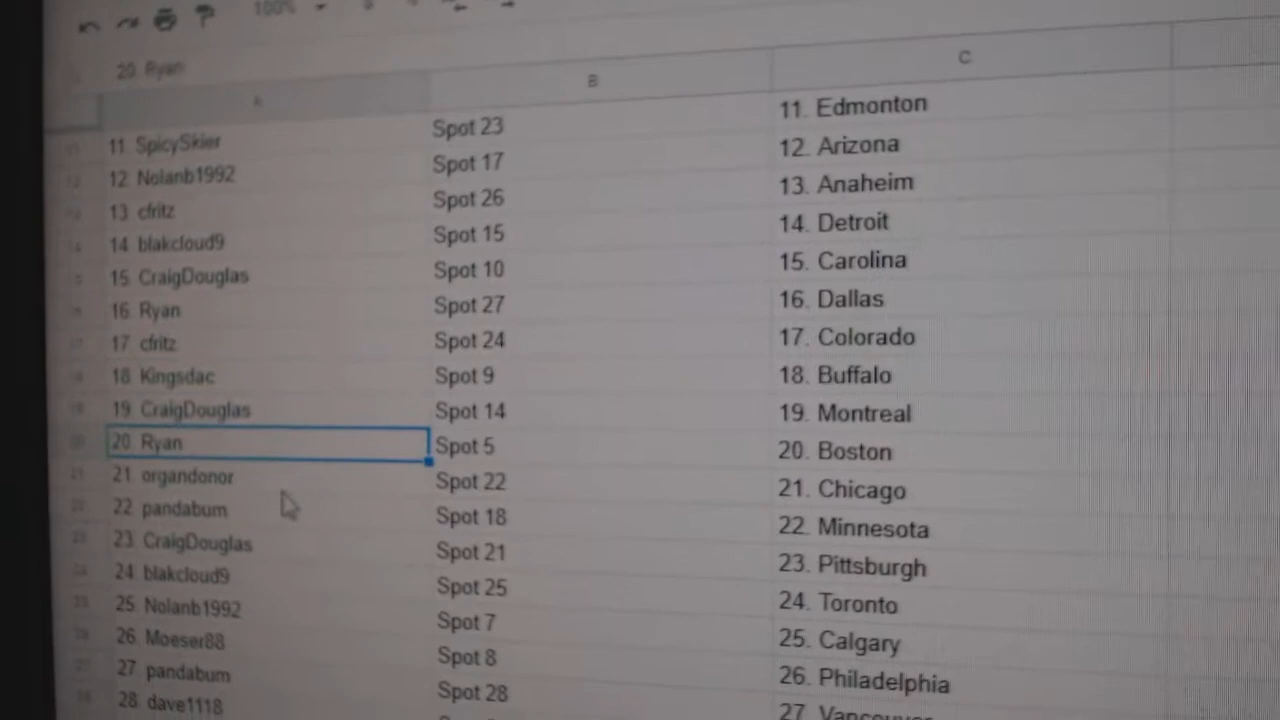 100%
20 Ryan
A B C
11 SpicySkier Spot 23 11. Edmonton
12 Nolanb1992 Spot 17 12. Arizona
13 cfritz Spot 26 13. Anaheim
14 blakcloud9 Spot 15 14. Detroit
15 CraigDouglas Spot 10 15. Carolina
16 Ryan Spot 27 16. Dallas
17 cfritz Spot 24 17. Colorado
18 Kingsdac Spot 9 18. Buffalo
19 CraigDouglas Spot 14 19. Montreal
20 Ryan Spot 5 20. Boston
21 organdonor Spot 22 21. Chicago
22 pandabum Spot 18 22. Minnesota
23 CraigDouglas Spot 21 23. Pittsburgh
24 blakcloud9 Spot 25 24. Toronto
25 Nolanb1992 Spot 7 25. Calgary
26 Moeser88 Spot 8 26. Philadelphia
27 pandabum Spot 28 27 Vancouver
28 dave1118